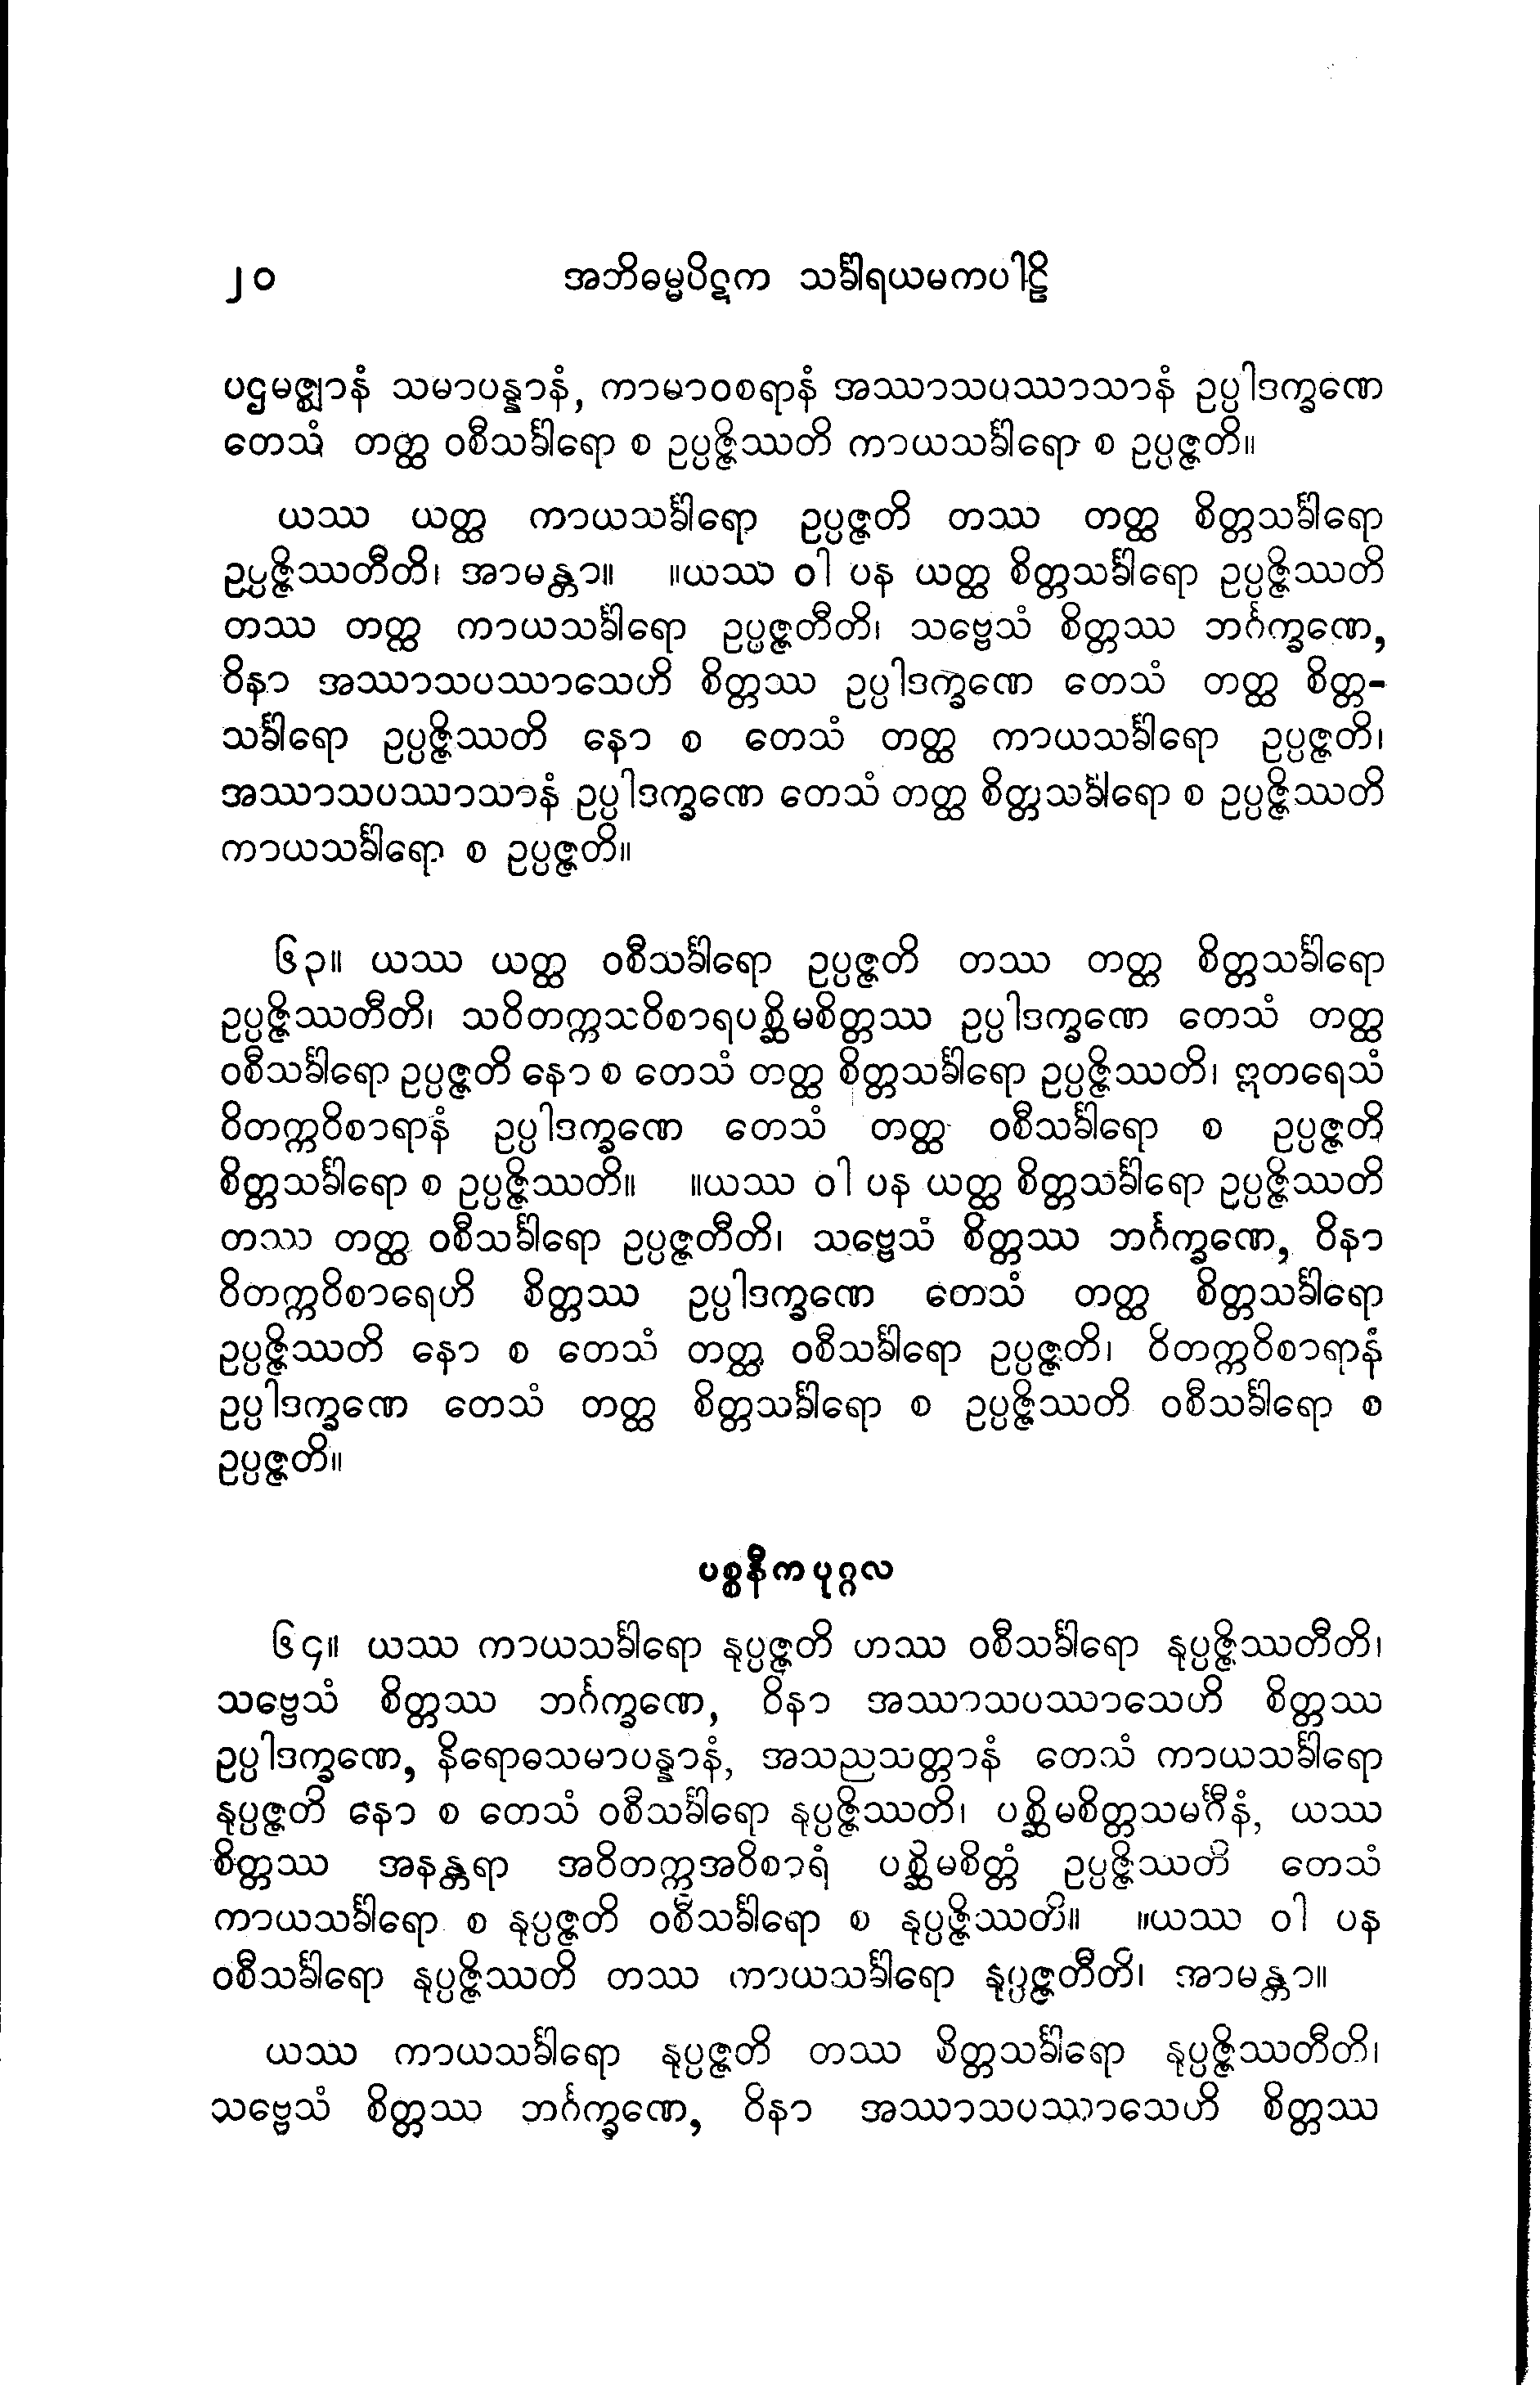 ၂၀ အဘိဓမ္မပိဋက သင်္ခါရယမကပါဠိ
ပဌမဇ္ဈာနံ သမာပန္နာနံ, ကာမာဝစရာနံ အဿာသပဿာသာနံ ဥပ္ပါဒက္ခဏေ
တေသံ တတ္ထ ဝစီသင်္ခါရော စ ဥပ္ပဇ္ဇိဿတိ ကာယသင်္ခါရော စ ဥပ္ပဇ္ဇတိ။
ယဿ ယတ္ထ ကာယသင်္ခါရော ဥပ္ပဇ္ဇတိ တဿ တတ္ထ စိတ္တသင်္ခါရော
ဥပ္ပဇ္ဇိဿတီတိ၊ အာမန္တာ။ ။ယဿ ဝါ ပန ယတ္ထ စိတ္တသင်္ခါရော ဥပ္ပဇ္ဇိဿတိ
တဿ တတ္ထ ကာယသင်္ခါရော ဥပ္ပဇ္ဇတီတိ၊ သဗ္ဗေသံ စိတ္တဿ ဘင်္ဂက္ခဏေ,
ဝိနာ အဿာသပဿာသေဟိ စိတ္တဿ ဥပ္ပါဒက္ခဏေ တေသံ တတ္ထ စိတ္တ-
သင်္ခါရော ဥပ္ပဇ္ဇိဿတိ နော စ တေသံ တတ္ထ ကာယသင်္ခါရော ဥပ္ပဇ္ဇတိ၊
အဿာသပဿာသာနံ ဥပ္ပါဒက္ခဏေ တေသံ တတ္ထ စိတ္တသင်္ခါရော စ ဥပ္ပဇ္ဇိဿတိ
ကာယသင်္ခါရော စ ဥပ္ပဇ္ဇတိ။
၆၃။ ယဿ ယတ္ထ ဝစီသင်္ခါရော ဥပ္ပဇ္ဇတိ တဿ တတ္ထ စိတ္တသင်္ခါရော
ဥပ္ပဇ္ဇိဿတီတိ၊ သဝိတက္ကသဝိစာရပစ္ဆိမစိတ္တဿ ဥပ္ပါဒက္ခဏေ တေသံ တတ္ထ
ဝစီသင်္ခါရော ဥပ္ပဇ္ဇတိ နော စ တေသံ တတ္ထ စိတ္တသင်္ခါရော ဥပ္ပဇ္ဇိဿတိ၊ ဣတရေသံ
ဝိတက္ကဝိစာရာနံ ဥပ္ပါဒက္ခဏေ တေသံ တတ္ထ ဝစီသင်္ခါရော စ ဥပ္ပဇ္ဇတိ
စိတ္တသင်္ခါရော စ ဥပ္ပဇ္ဇိဿတိ။ ။ယဿ ဝါ ပန ယတ္ထ စိတ္တသင်္ခါရော ဥပ္ပဇ္ဇိဿတိ
တဿ တတ္ထ ဝစီသင်္ခါရော ဥပ္ပဇ္ဇတီတိ၊ သဗ္ဗေသံ စိတ္တဿ ဘင်္ဂက္ခဏေ, ဝိနာ
ဝိတက္ကဝိစာရေဟိ စိတ္တဿ ဥပ္ပါဒက္ခဏေ တေသံ တတ္ထ စိတ္တသင်္ခါရော
ဥပ္ပဇ္ဇိဿတိ နော စ တေသံ တတ္ထ ဝစီသင်္ခါရော ဥပ္ပဇ္ဇတိ၊ ဝိတက္ကဝိစာရာနံ
ဥပ္ပါဒက္ခဏေ တေသံ တတ္ထ စိတ္တသင်္ခါရော စ ဥပ္ပဇ္ဇိဿတိ ဝစီသင်္ခါရော စ
ဥပ္ပဇ္ဇတိ။
ပစ္စနီကပုဂ္ဂလ
၆၄။ ယဿ ကာယသင်္ခါရော နုပ္ပဇ္ဇတိ ဟဿ ဝစီသင်္ခါရော နုပ္ပဇ္ဇိဿတီတိ၊
သဗ္ဗေသံ စိတ္တဿ ဘင်္ဂက္ခဏေ, ဝိနာ အဿာသပဿာသေဟိ စိတ္တဿ
ဥပ္ပါဒက္ခဏေ, နိရောဓသမာပန္နာနံ, အသညသတ္တာနံ တေသံ ကာယသင်္ခါရော
နုပ္ပဇ္ဇတိ နော စ တေသံ ဝစီသင်္ခါရော နုပ္ပဇ္ဇိဿတိ၊ ပစ္ဆိမစိတ္တသမင်္ဂီနံ, ယဿ
စိတ္တဿ အနန္တရာ အဝိတက္ကအဝိစာရံ ပစ္ဆိမစိတ္တံ ဥပ္ပဇ္ဇိဿတိ တေသံ
ကာယသင်္ခါရော စ နုပ္ပဇ္ဇတိ ဝစီသင်္ခါရော စ နုပ္ပဇ္ဇိဿတိ။ ။ယဿ ဝါ ပန
ဝစီသင်္ခါရော နုပ္ပဇ္ဇိဿတိ တဿ ကာယသင်္ခါရော နုပ္ပဇ္ဇတီတိ၊ အာမန္တာ။
ယဿ ကာယသင်္ခါရော နုပ္ပဇ္ဇတိ တဿ စိတ္တသင်္ခါရော နုပ္ပဇ္ဇိဿတီတိ၊
သဗ္ဗေသံ စိတ္တဿ ဘင်္ဂက္ခဏေ, ဝိနာ အဿာသပဿာသေဟိ စိတ္တဿ